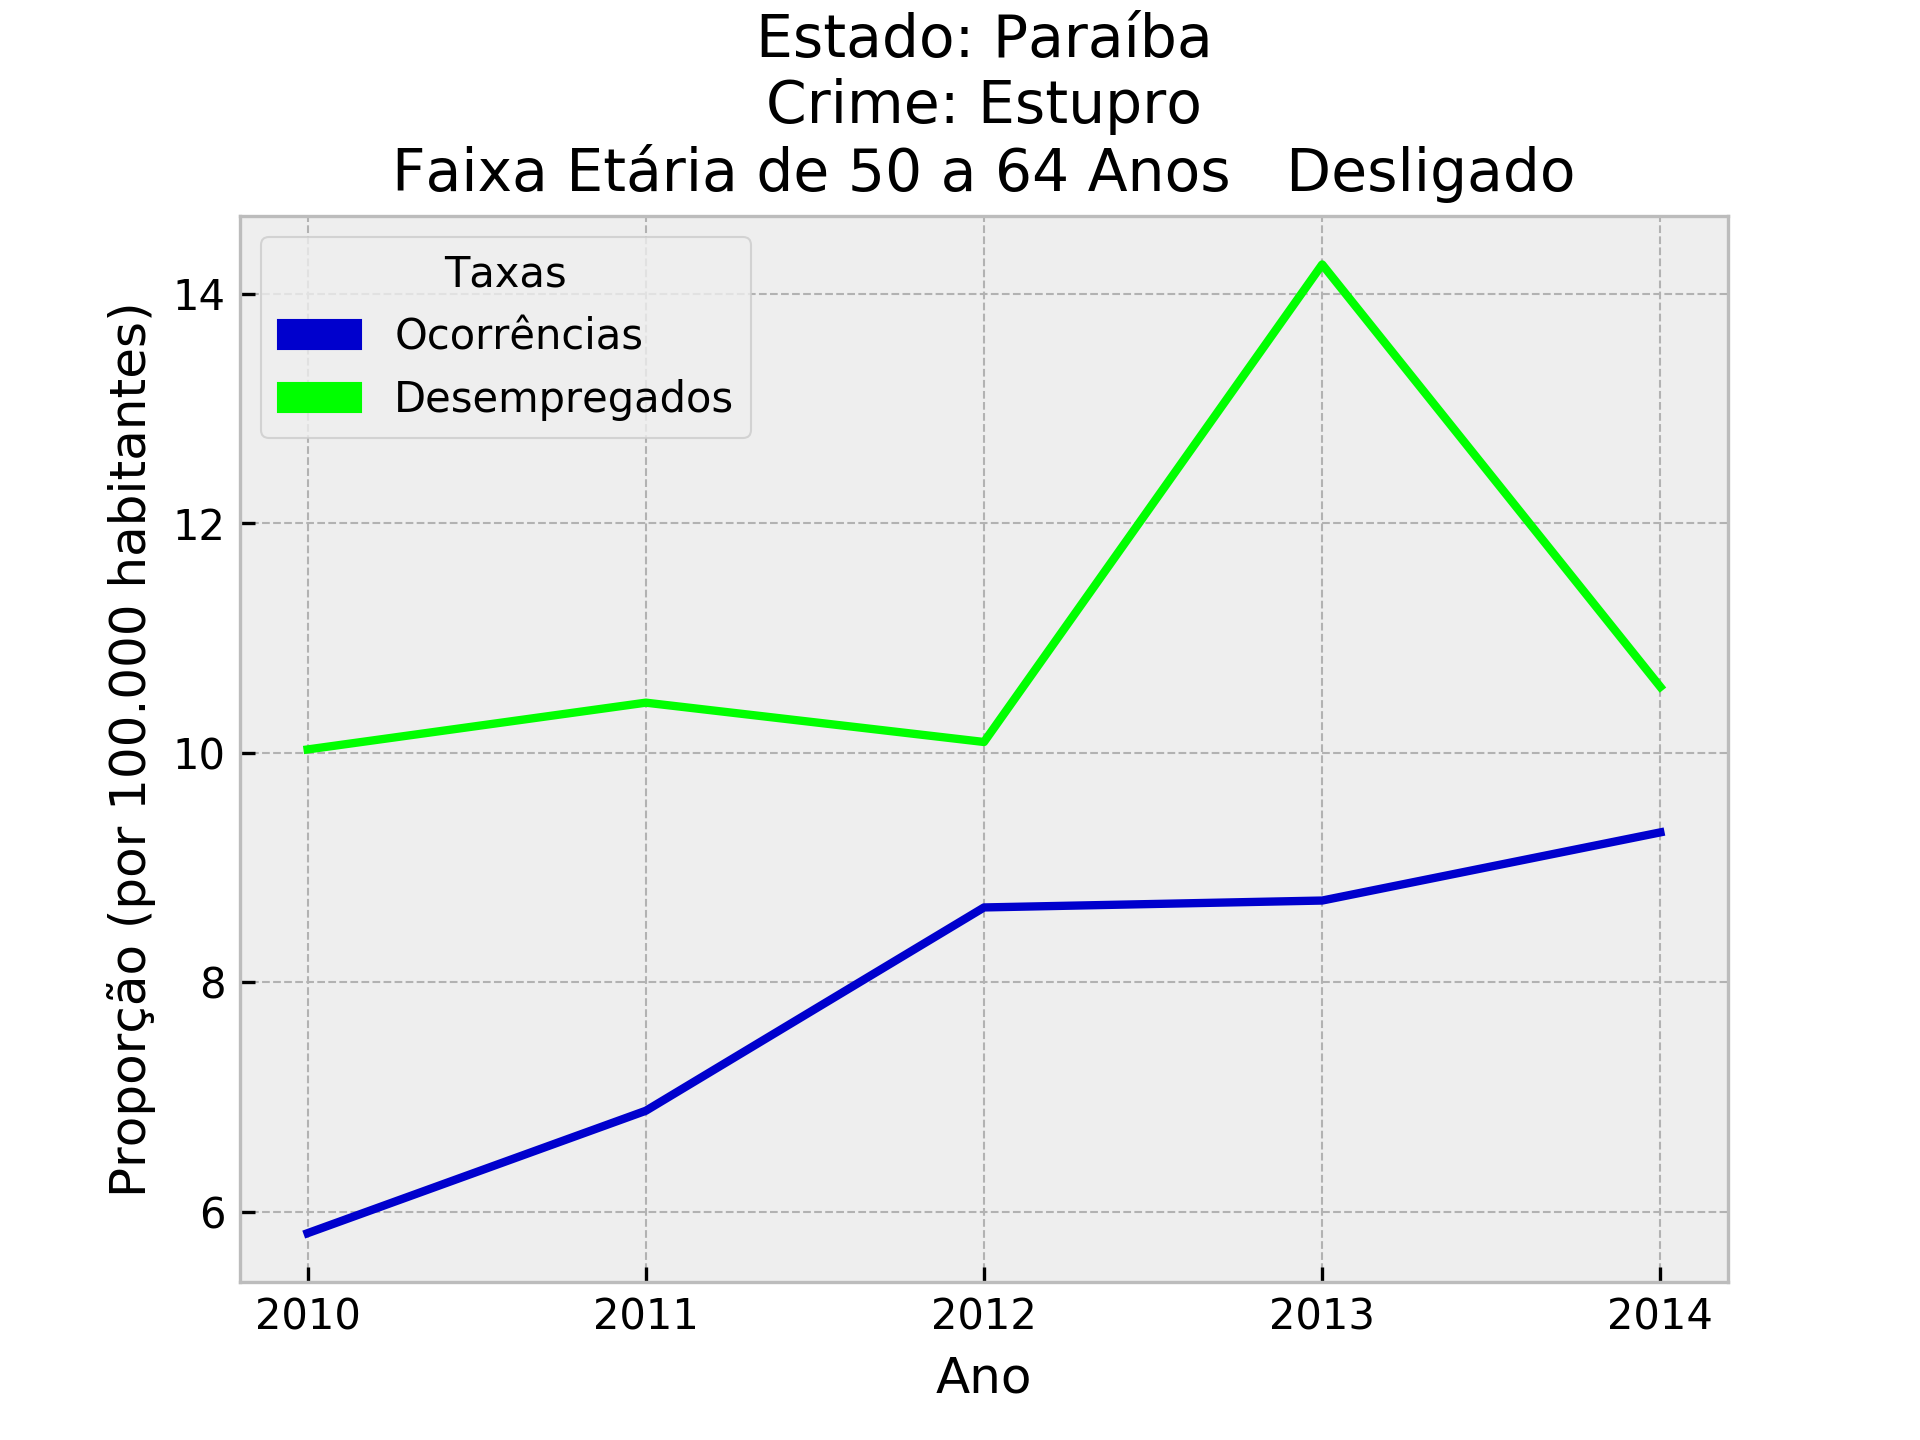 Estado: Paraíba
Crime: Estupro
Faixa Etária de 50 a 64 Anos   Desligado
Taxas
Ocorrências
Desempregados
Proporção (por 100.000 habitantes)
14
12
10
8
6
2010 2011 2012 2013 2014
Ano